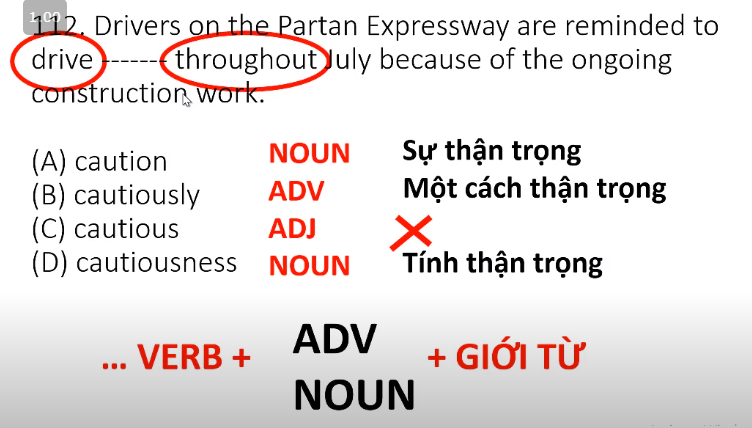 1:00
112. Drivers on the Partan Expressway are reminded to
drive ------- throughout July because of the ongoing
construction work.
(A) caution NOUN Sự thận trọng
(B) cautiously ADV Một cách thận trọng
(C) cautious ADJ
(D) cautiousness NOUN Tính thận trọng
ADV
... VERB + + GIỚI TỪ
NOUN